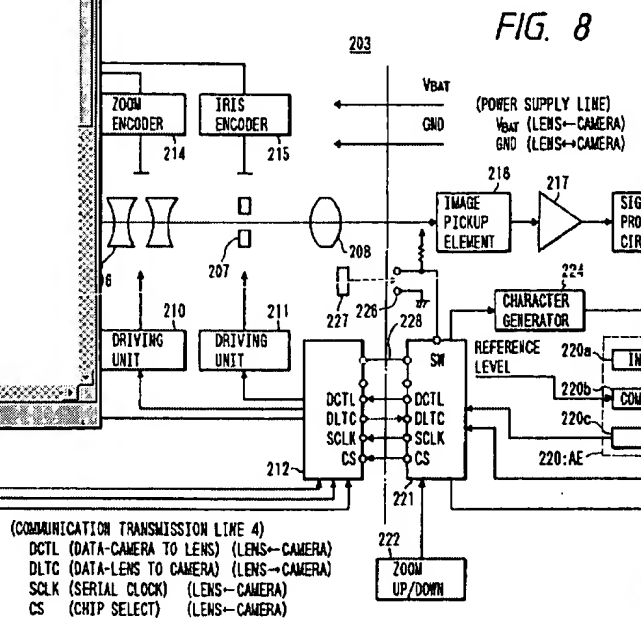 FIG. 8
203
VBAT
GND
(POWER SUPPLY LINE)
VBAT (LENS←CAMERA)
GND (LENS↔CAMERA)
ZOOM
ENCODER
214
IRIS
ENCODER
215
IMAGE
PICKUP
ELEMENT
216
217
207
208
227
226
228
224
CHARACTER
GENERATOR
210
DRIVING
UNIT
211
DRIVING
UNIT
SW
REFERENCE
LEVEL
220a
220b
220c
220:AE
DCTL
DLTC
SCLK
CS
DCTL
DLTC
SCLK
CS
212
221
222
ZOOM
UP/DOWN
(COMMUNICATION TRANSMISSION LINE 4)
DCTL (DATA-CAMERA TO LENS) (LENS←CAMERA)
DLTC (DATA-LENS TO CAMERA) (LENS→CAMERA)
SCLK (SERIAL CLOCK) (LENS←CAMERA)
CS (CHIP SELECT) (LENS←CAMERA)